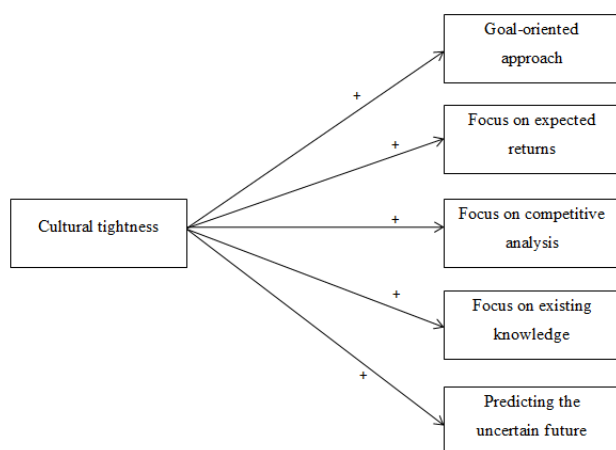 Goal-oriented
approach
+
Focus on expected
returns
+
Cultural tightness
+
Focus on competitive
analysis
+
Focus on existing
knowledge
+
Predicting the
uncertain future